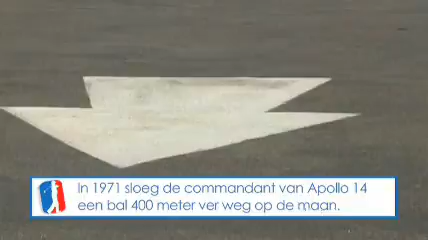 In 1971 sloeg de commandant van Apollo 14
een bal 400 meter ver weg op de maan.